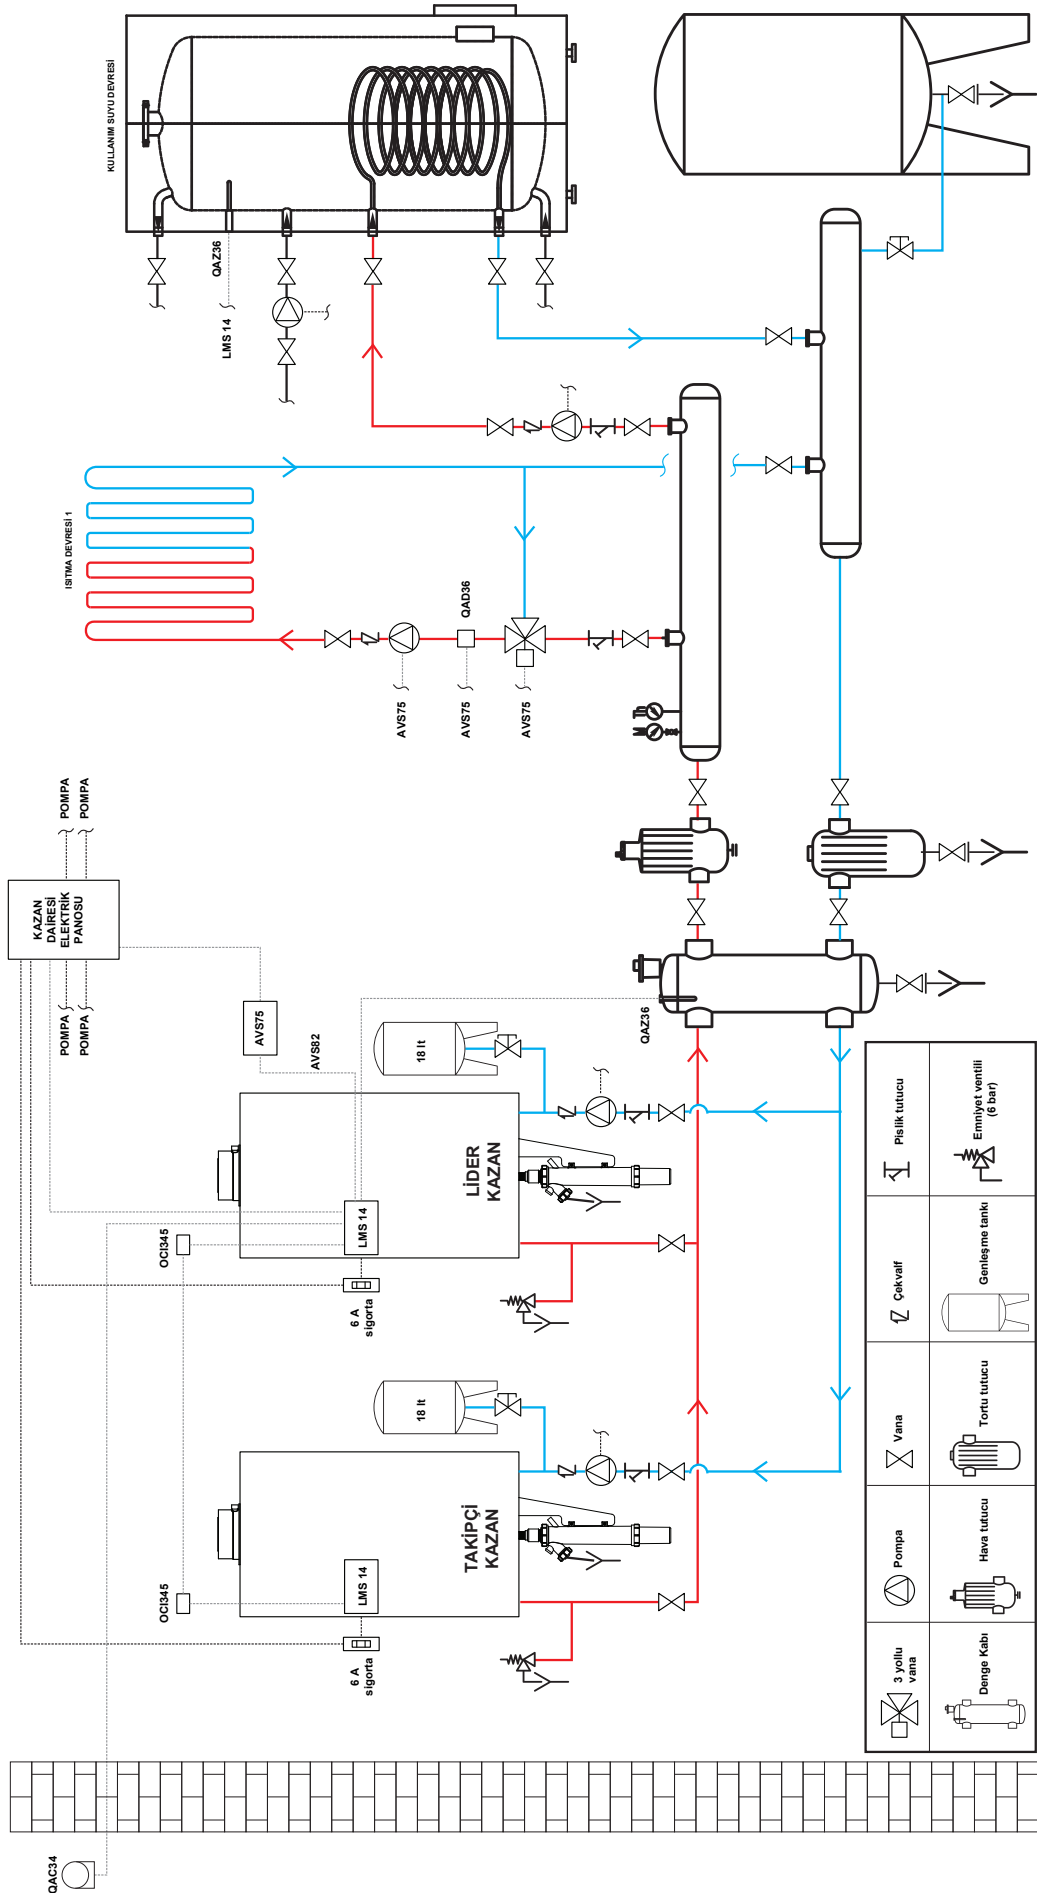 KULLANIM SUYU DEVRESİ
QAZ36
LMS 14
ISITMA DEVRESİ 1
QAD36
AVS75
AVS75
AVS75
POMPA
POMPA
KAZAN
DAİRESİ
ELEKTRİK
PANOSU
POMPA
POMPA
AVS75
AVS82
QAZ36
18 lt
LİDER
KAZAN
LMS 14
OCI345
6 A
sigorta
18 lt
TAKİPÇİ
KAZAN
LMS 14
OCI345
6 A
sigorta
QAC34
3 yollu
vana
Pompa
Vana
Çekvalf
Pislik tutucu
Denge Kabı
Hava tutucu
Tortu tutucu
Genleşme tankı
Emniyet ventili
(6 bar)